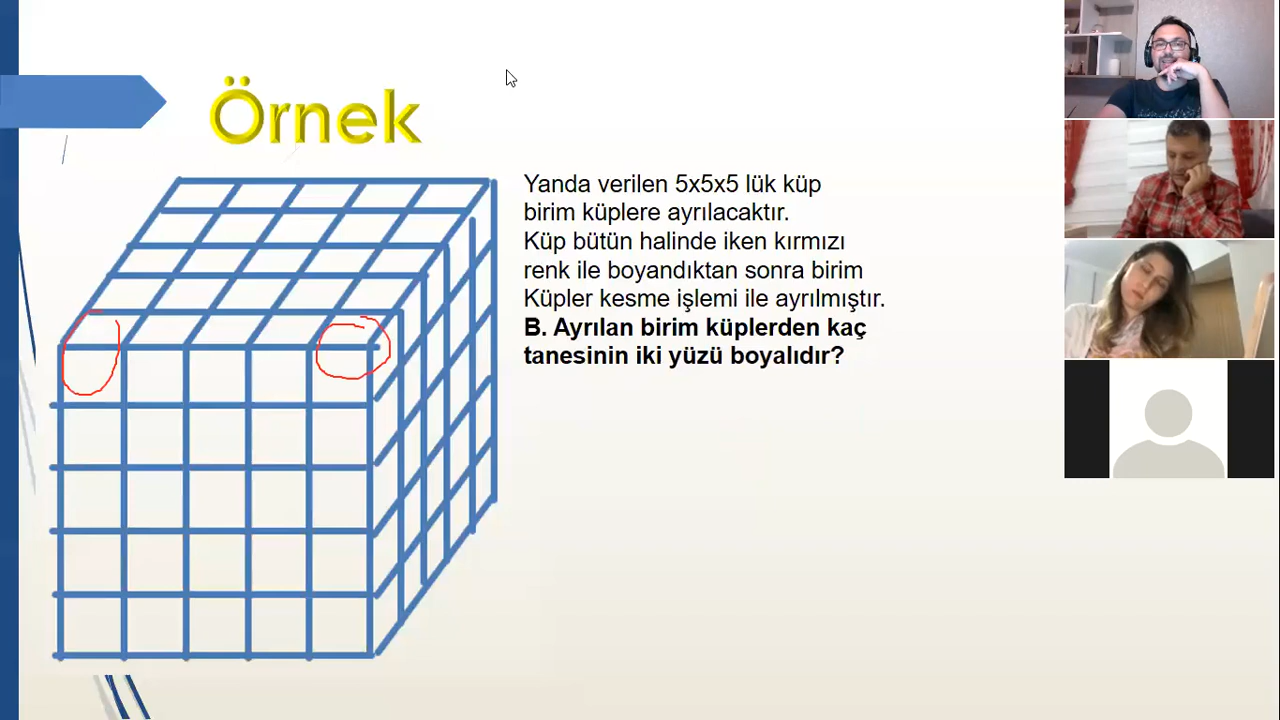 Örnek
Yanda verilen 5x5x5 lük küp
birim küplere ayrılacaktır.
Küp bütün halinde iken kırmızı
renk ile boyandıktan sonra birim
Küpler kesme işlemi ile ayrılmıştır.
B. Ayrılan birim küplerden kaç
tanesinin iki yüzü boyalıdır?